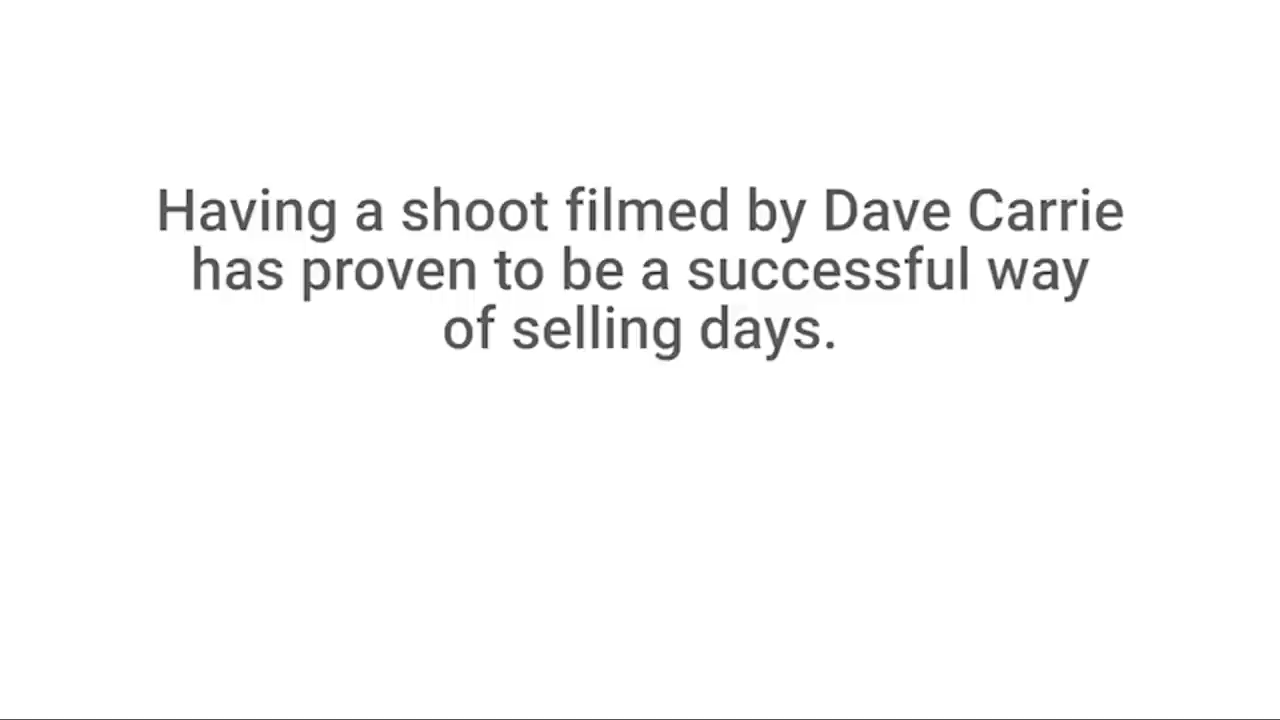 Having a shoot filmed by Dave Carrie
has proven to be a successful way
of selling days.